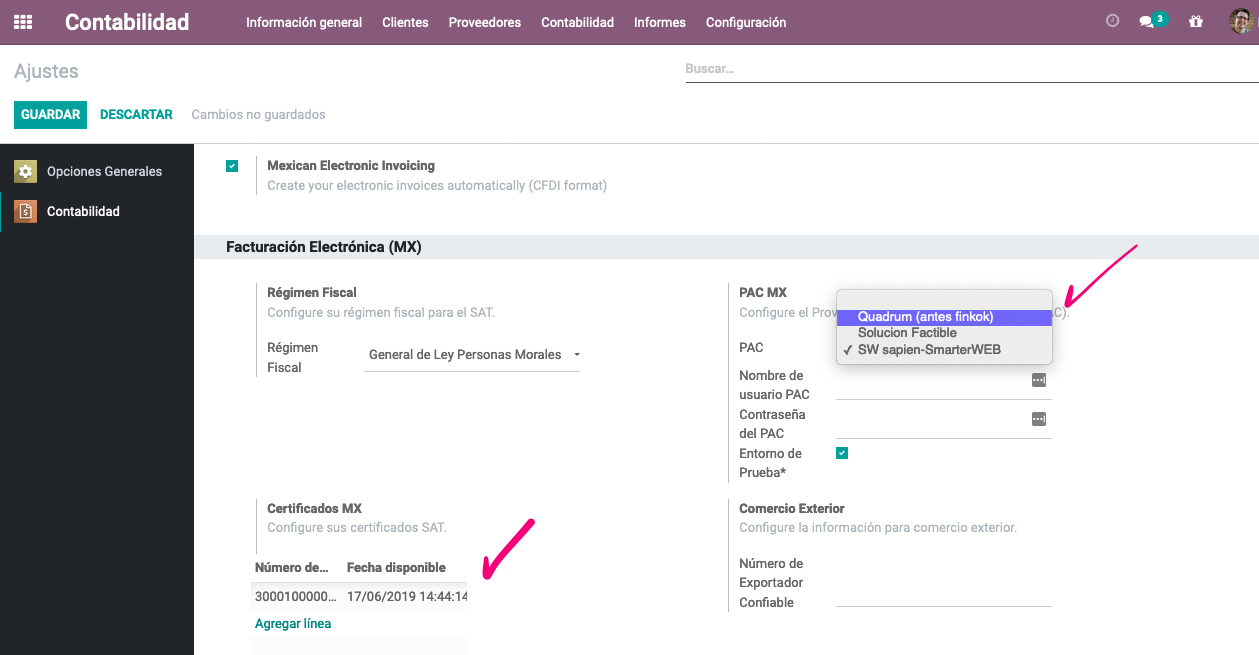 Contabilidad Información general Clientes Proveedores Contabilidad Informes Configuración 3
Ajustes
Buscar...
GUARDAR DESCARTAR Cambios no guardados
Opciones Generales
Contabilidad
Mexican Electronic Invoicing
Create your electronic invoices automatically (CFDI format)
Facturación Electrónica (MX)
Régimen Fiscal
Configure su régimen fiscal para el SAT.
Régimen
Fiscal
General de Ley Personas Morales
PAC MX
Configure el Prov AC).
PAC
Quadrum (antes finkok)
Solucion Factible
✓ SW sapien-SmarterWEB
Nombre de
usuario PAC
Contraseña
del PAC
Entorno de
Prueba*
Certificados MX
Configure sus certificados SAT.
Número de... Fecha disponible
3000100000... 17/06/2019 14:44:14
Agregar línea
Comercio Exterior
Configure la información para comercio exterior.
Número de
Exportador
Confiable